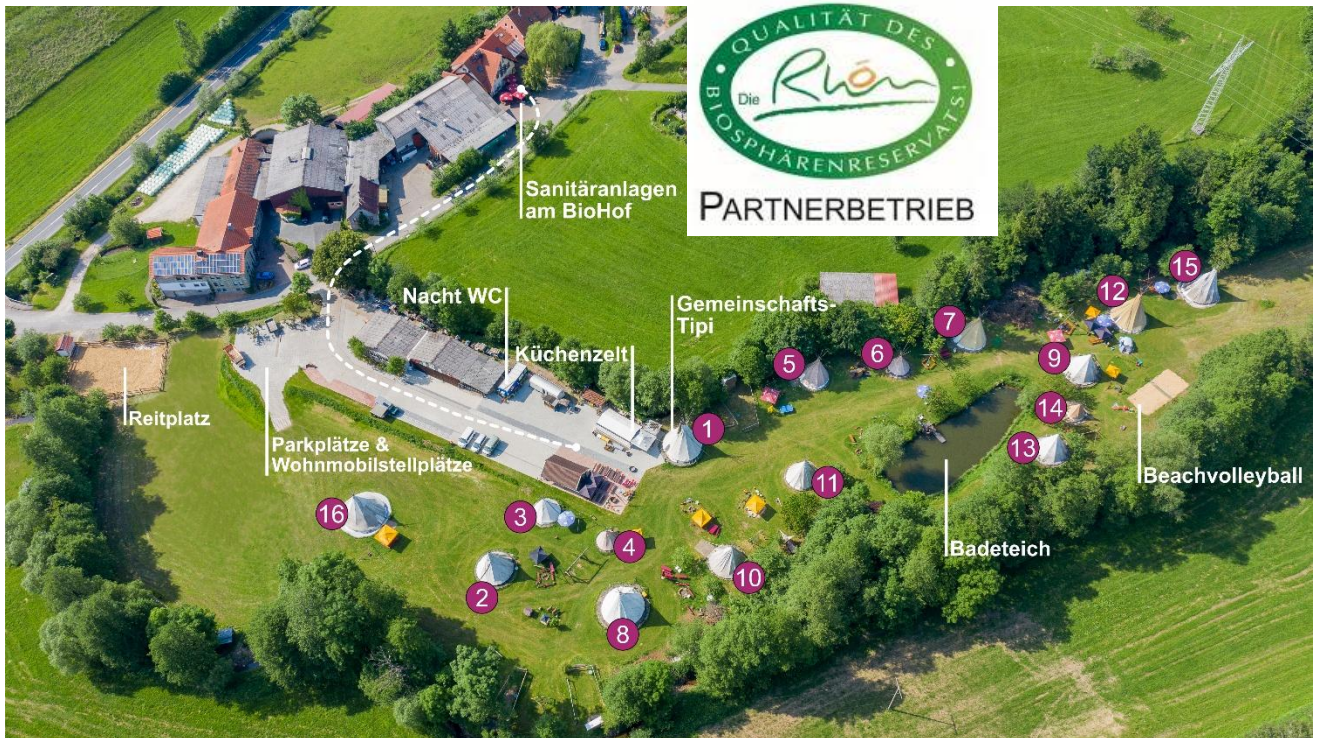 QUALITÄT DES
Die Rhön
BIOSPHÄRENRESERVATS!
PARTNERBETRIEB
Sanitäranlagen
am BioHof
Nacht WC
Küchenzelt
Gemeinschafts-
Tipi
Reitplatz
Parkplätze &
Wohnmobilstellplätze
Badeteich
Beachvolleyball
15
12
7
5
6
9
14
1
13
11
16
3
4
10
2
8